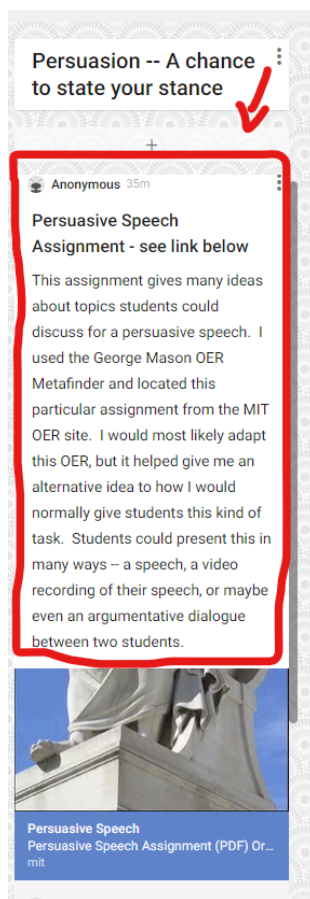 Persuasion -- A chance
to state your stance
+
Anonymous 35m
Persuasive Speech
Assignment - see link below
This assignment gives many ideas
about topics students could
discuss for a persuasive speech. I
used the George Mason OER
Metafinder and located this
particular assignment from the MIT
OER site. I would most likely adapt
this OER, but it helped give me an
alternative idea to how I would
normally give students this kind of
task. Students could present this in
many ways -- a speech, a video
recording of their speech, or maybe
even an argumentative dialogue
between two students.
Persuasive Speech
Persuasive Speech Assignment (PDF) Or...
mit